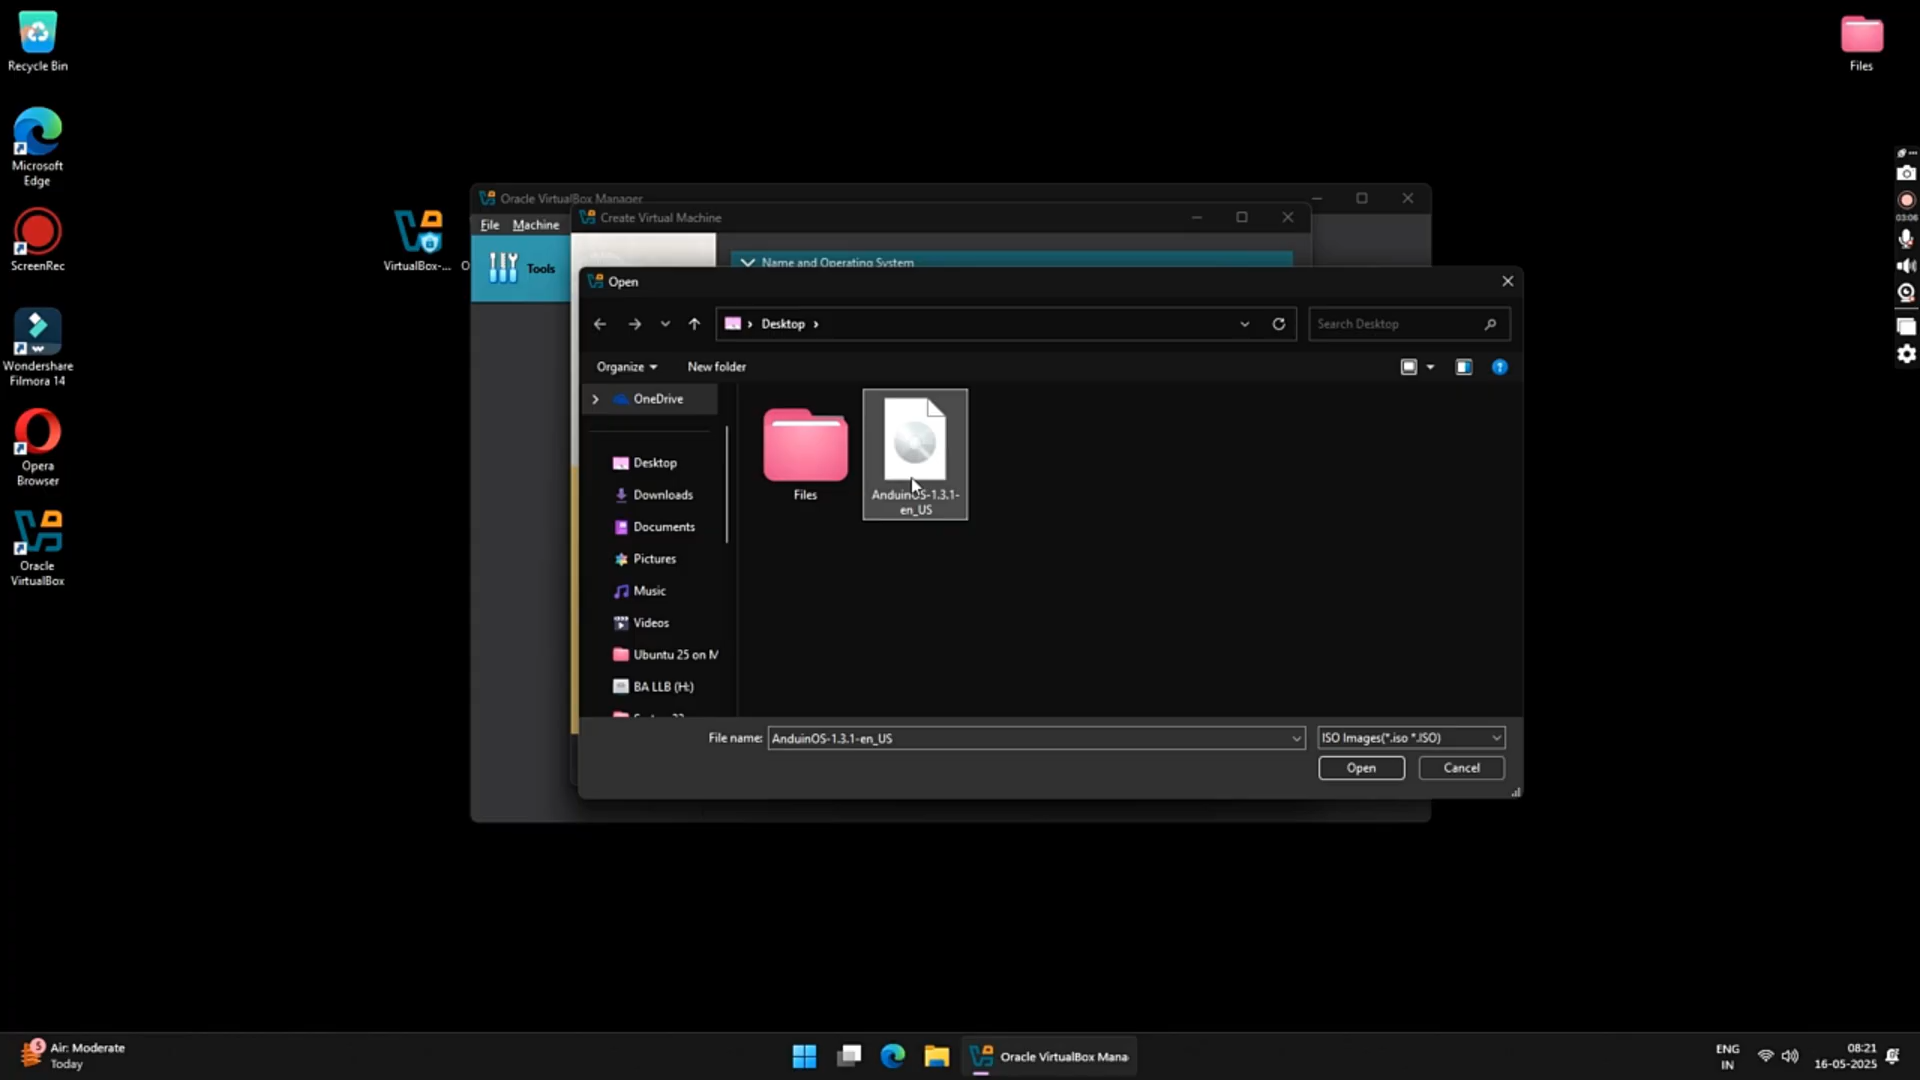 Recycle Bin
Microsoft
Edge
ScreenRec
Wondershare
Filmora 14
Opera
Browser
Oracle
VirtualBox
VirtualBox-...
O
Files
03:06
Oracle VirtualBox Manager
File Machine
Tools
Create Virtual Machine
Name and Operating System
Open
Desktop
Search Desktop
Organize
New folder
OneDrive
Desktop
Downloads
Documents
Pictures
Music
Videos
Ubuntu 25 on M
BA LLB (H:)
Files
AnduinOS-1.3.1-
en_US
File name: AnduinOS-1.3.1-en_US
ISO Images(*.iso *.ISO)
Open
Cancel
5
Air: Moderate
Today
Oracle VirtualBox Mana
ENG
IN
08:21
16-05-2025